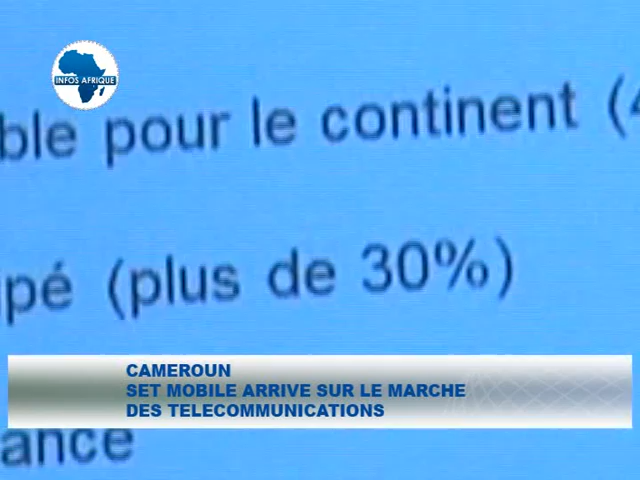 INFOS AFRIQUE
ble pour le continent (4
pé (plus de 30%)
CAMEROUN
SET MOBILE ARRIVE SUR LE MARCHE
DES TELECOMMUNICATIONS
ance